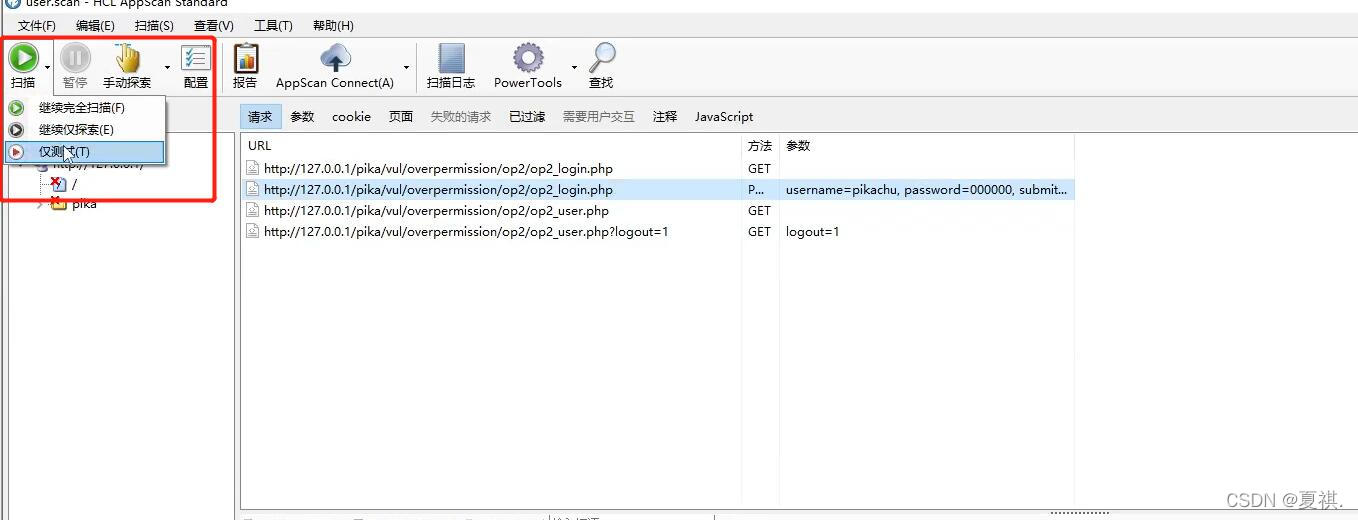 user.scan - HCL AppScan Standard
文件(F) 编辑(E) 扫描(S) 查看(V) 工具(T) 帮助(H)
扫描 暂停 手动探索 配置 报告 AppScan Connect(A) 扫描日志 PowerTools 查找
继续完全扫描(F)
继续仅探索(E)
仅测试(T)
http://127.0.0.1/
/
pika
请求 参数 cookie 页面 失败的请求 已过滤 需要用户交互 注释 JavaScript
URL 方法 参数
http://127.0.0.1/pika/vul/overpermission/op2/op2_login.php GET
http://127.0.0.1/pika/vul/overpermission/op2/op2_login.php P... username=pikachu, password=000000, submit...
http://127.0.0.1/pika/vul/overpermission/op2/op2_user.php GET
http://127.0.0.1/pika/vul/overpermission/op2/op2_user.php?logout=1 GET logout=1
CSDN @夏祺.